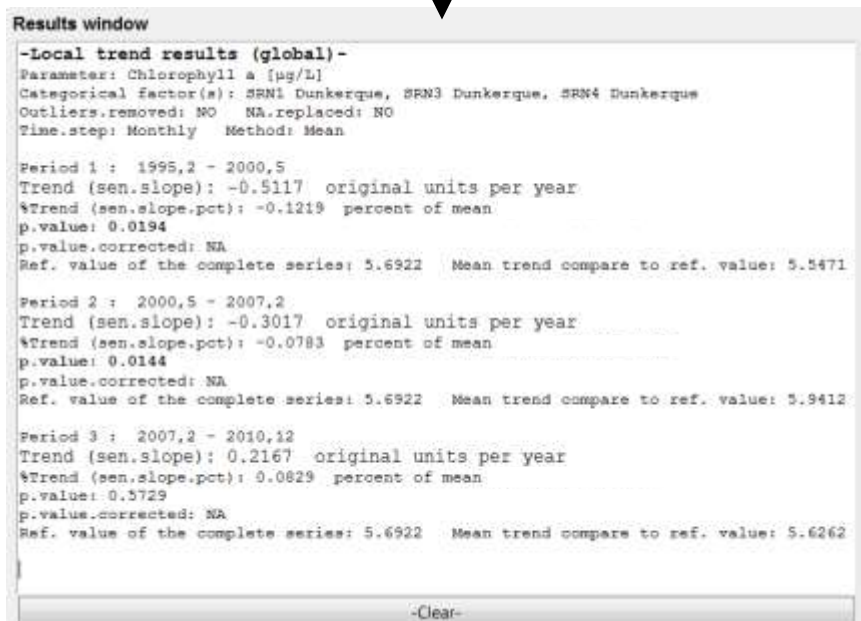 Results window
-Local trend results (global)-
Parameter: Chlorophyll a [µg/L]
Categorical factor(s): SRN1 Dunkerque, SRN3 Dunkerque, SRN4 Dunkerque
Outliers.removed: NO NA.replaced: NO
Time.step: Monthly Method: Mean
Period 1 : 1995,2 - 2000,5
Trend (sen.slope): -0.5117 original units per year
%Trend (sen.slope.pct): -0.1219 percent of mean
p.value: 0.0194
p.value.corrected: NA
Ref. value of the complete series: 5.6922 Mean trend compare to ref. value: 5.5471
Period 2 : 2000,5 - 2007,2
Trend (sen.slope): -0.3017 original units per year
%Trend (sen.slope.pct): -0.0783 percent of mean
p.value: 0.0144
p.value.corrected: NA
Ref. value of the complete series: 5.6922 Mean trend compare to ref. value: 5.9412
Period 3 : 2007,2 - 2010,12
Trend (sen.slope): 0.2167 original units per year
%Trend (sen.slope.pct): 0.0829 percent of mean
p.value: 0.5729
p.value.corrected: NA
Ref. value of the complete series: 5.6922 Mean trend compare to ref. value: 5.6262
-Clear-